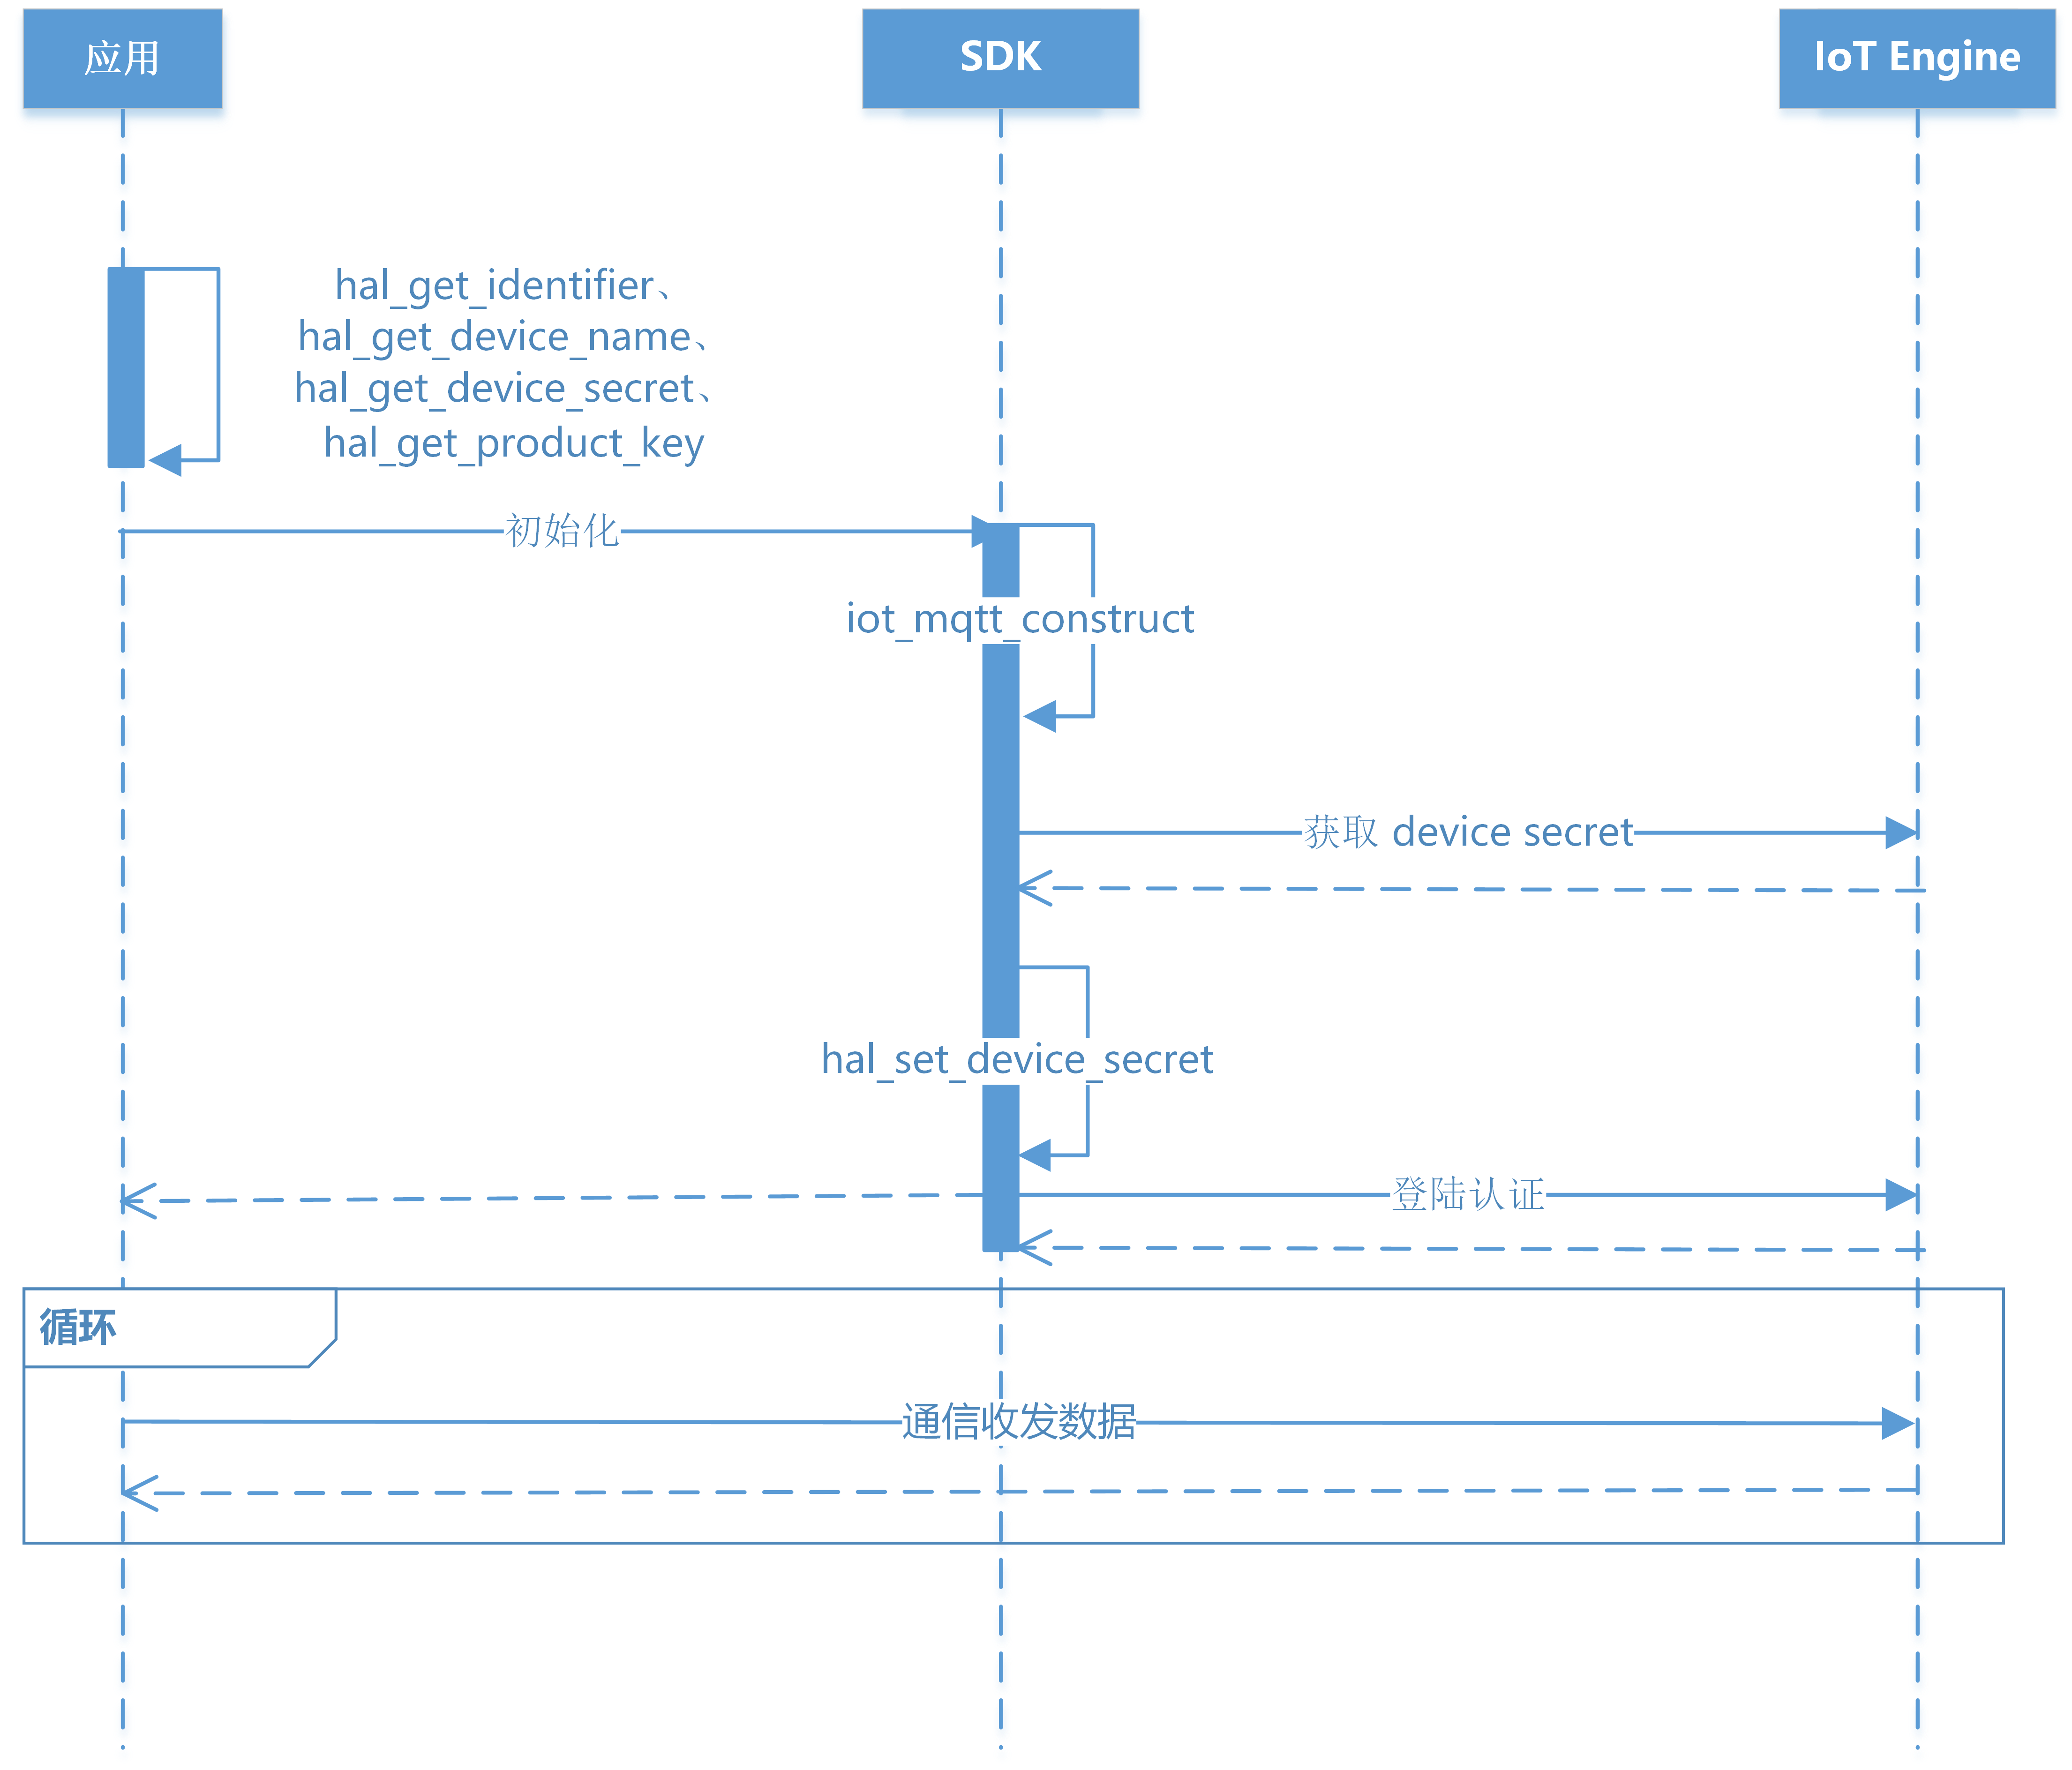 应用
SDK
IoT Engine
hal_get_identifier、
hal_get_device_name、
hal_get_device_secret、
hal_get_product_key
初始化
iot_mqtt_construct
获取 device secret
hal_set_device_secret
登陆认证
循环
通信收发数据